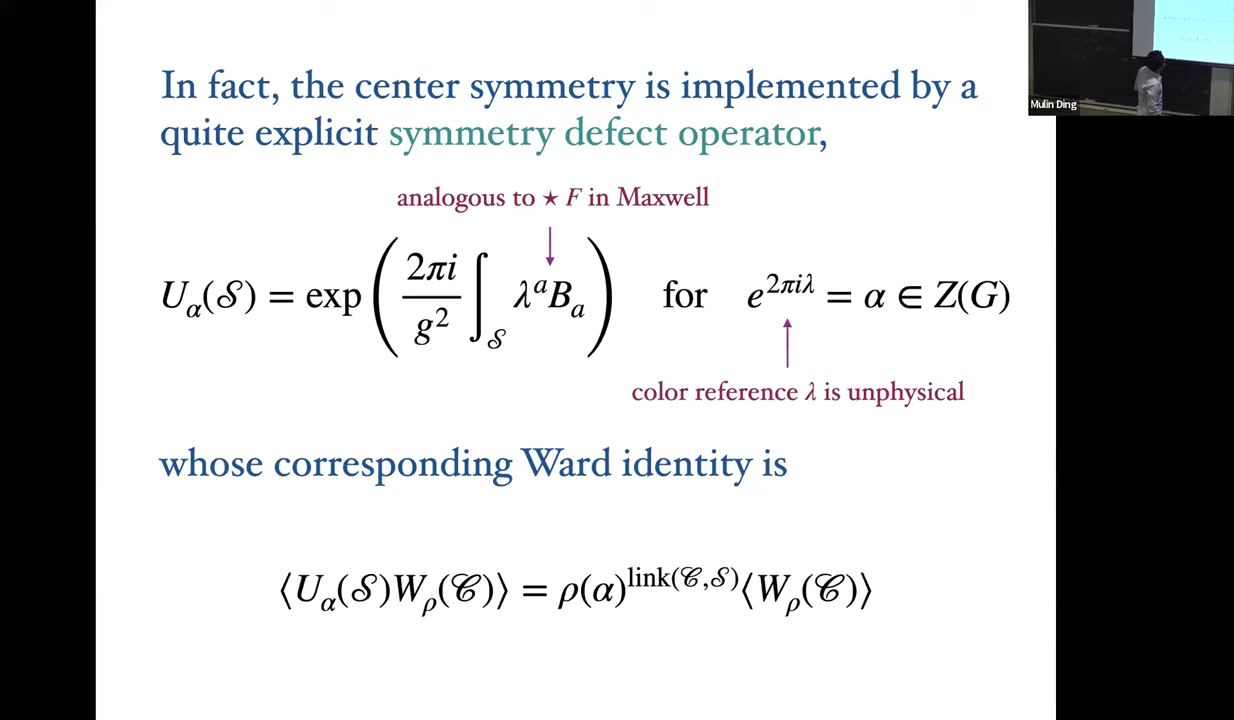 In fact, the center symmetry is implemented by a
quite explicit symmetry defect operator,
analogous to ⋆ F in Maxwell
U_α(𝒮) = exp( (2πi / g²) ∫_𝒮 λ^a B_a ) for e^{2πiλ} = α ∈ Z(G)
color reference λ is unphysical
whose corresponding Ward identity is
⟨U_α(𝒮)W_ρ(𝒞)⟩ = ρ(α)^{link(𝒞,𝒮)}⟨W_ρ(𝒞)⟩
Mulin Ding